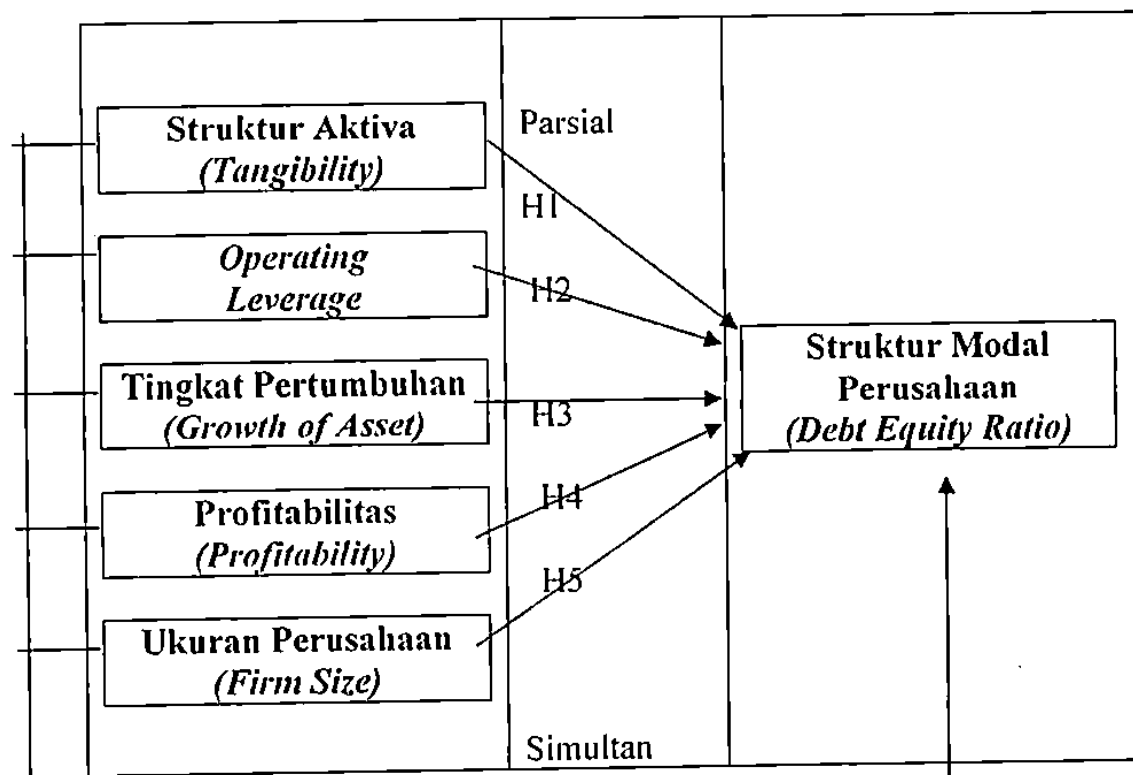 Parsial
Struktur Aktiva
(Tangibility)
H1
Operating
Leverage
H2
Struktur Modal
Perusahaan
(Debt Equity Ratio)
Tingkat Pertumbuhan
(Growth of Asset)
H3
Profitabilitas
(Profitability)
H4
H5
Ukuran Perusahaan
(Firm Size)
Simultan